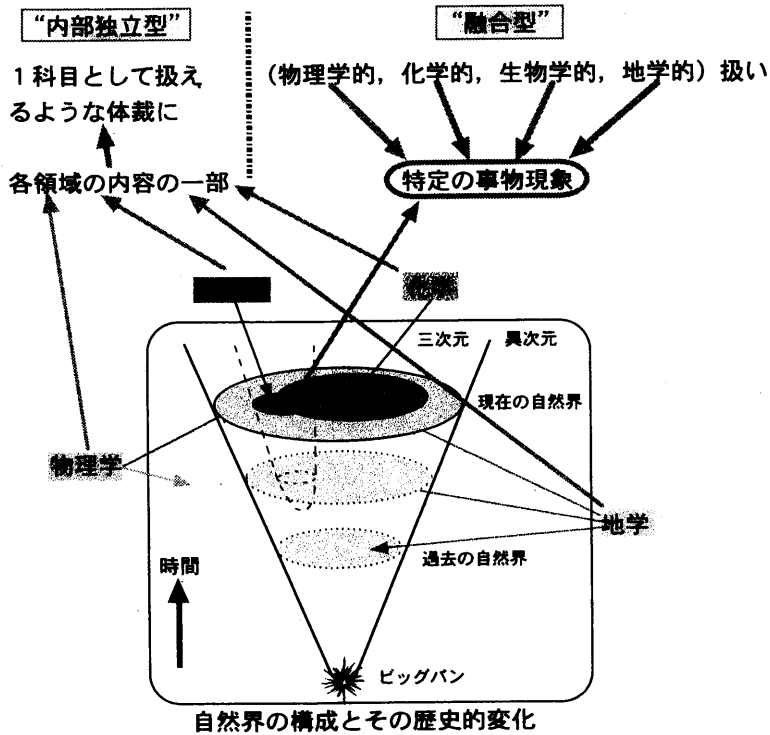 “内部独立型”
“融合型”
1科目として扱え
るような体裁に
（物理学的，化学的，生物学的，地学的）扱い
各領域の内容の一部
特定の事物現象
三次元
異次元
現在の自然界
物理学
地学
過去の自然界
時間
ビッグバン
自然界の構成とその歴史的変化